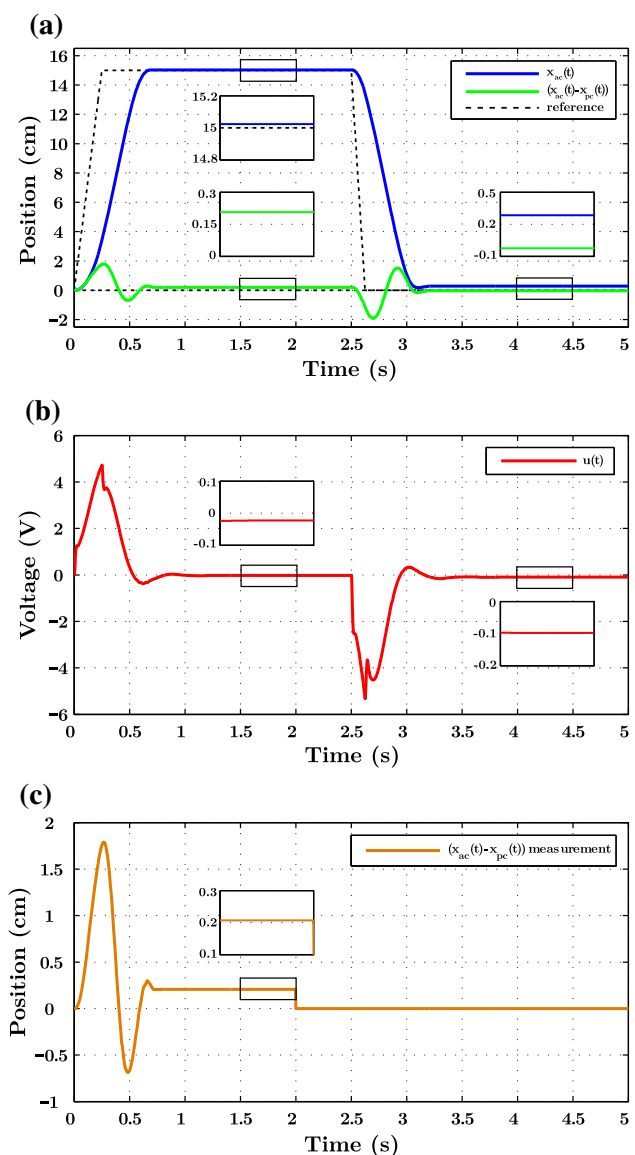 (a)
16
14
12
10
8
6
4
2
0
−2
Position (cm)
x_ac(t)
(x_ac(t)-x_pc(t))
reference
15.2
15
14.8
0.3
0.15
0
0.5
0.2
-0.1
0 0.5 1 1.5 2 2.5 3 3.5 4 4.5 5
Time (s)
(b)
6
4
2
0
−2
−4
−6
Voltage (V)
u(t)
0.1
0
-0.1
0
-0.1
-0.2
0 0.5 1 1.5 2 2.5 3 3.5 4 4.5 5
Time (s)
(c)
2
1.5
1
0.5
0
−0.5
−1
Position (cm)
(x_ac(t)-x_pc(t)) measurement
0.3
0.2
0.1
0 0.5 1 1.5 2 2.5 3 3.5 4 4.5 5
Time (s)